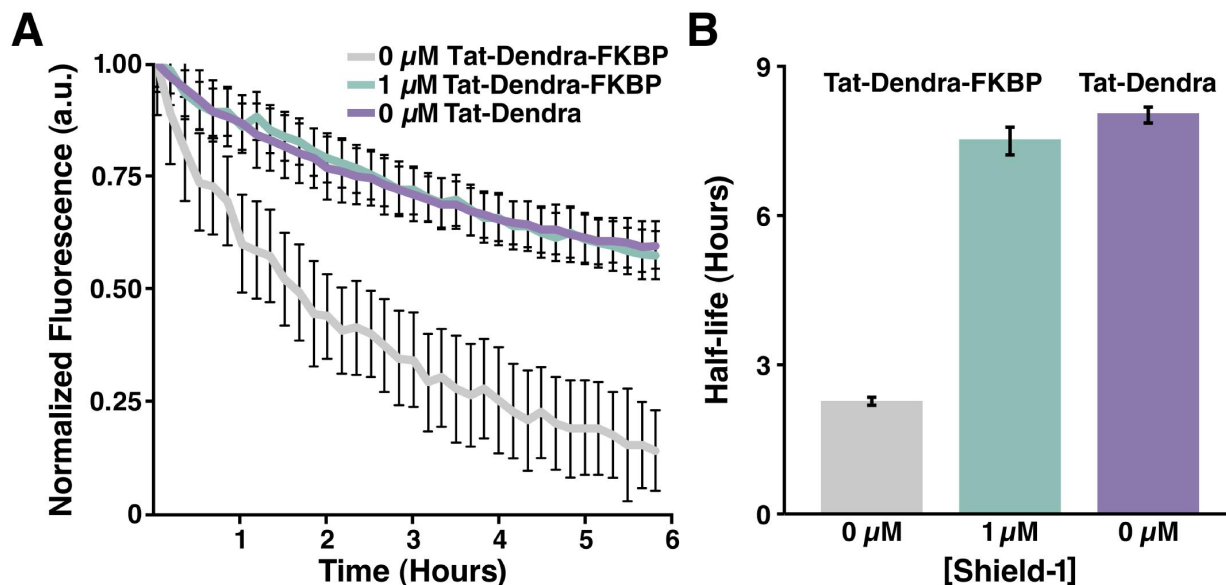 A
Normalized Fluorescence (a.u.)
1.00
0.75
0.50
0.25
0
0 µM Tat-Dendra-FKBP
1 µM Tat-Dendra-FKBP
0 µM Tat-Dendra
1 2 3 4 5 6
Time (Hours)
B
Half-life (Hours)
9
6
3
0
Tat-Dendra-FKBP Tat-Dendra
0 µM 1 µM 0 µM
[Shield-1]